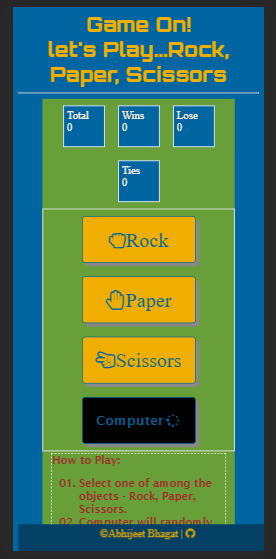 Game On!
let's Play...Rock,
Paper, Scissors
Total
0
Wins
0
Lose
0
Ties
0
Rock
Paper
Scissors
Computer
How to Play:
01. Select one of among the
objects - Rock, Paper,
Scissors.
02. Computer will randomly
©Abhijeet Bhagat |